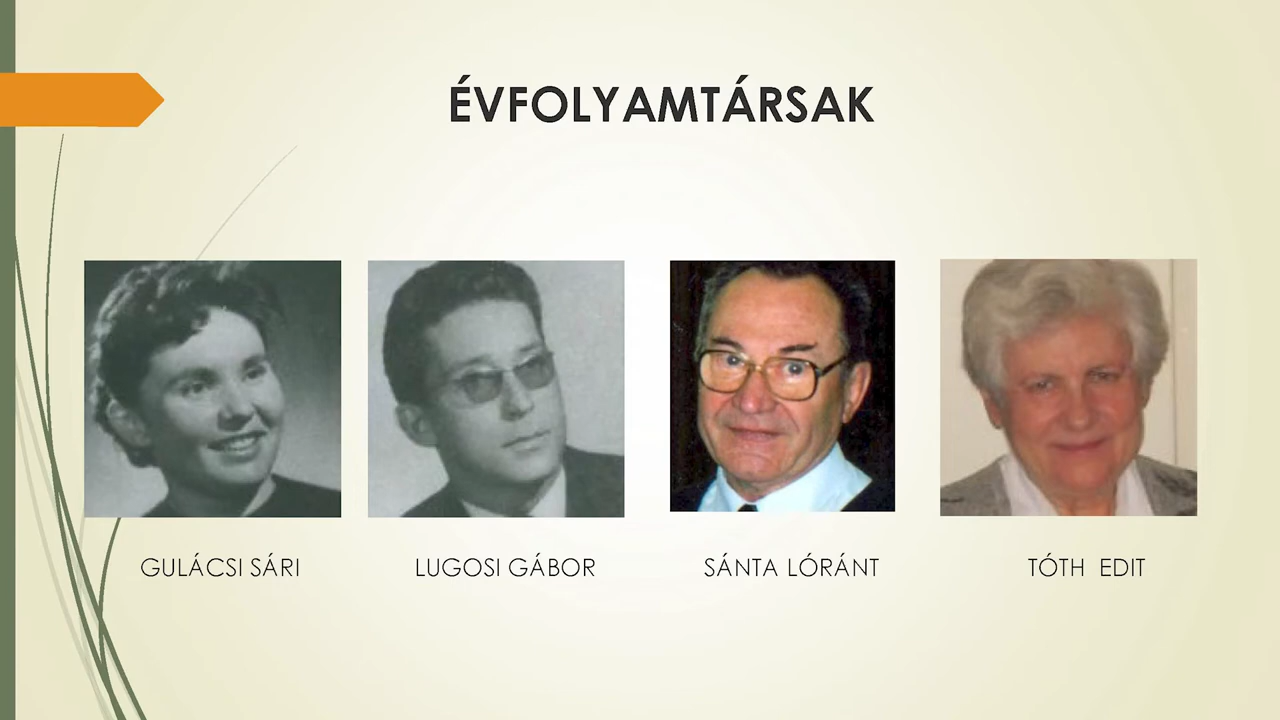 ÉVFOLYAMTÁRSAK
GULÁCSI SÁRI
LUGOSI GÁBOR
SÁNTA LÓRÁNT
TÓTH EDIT